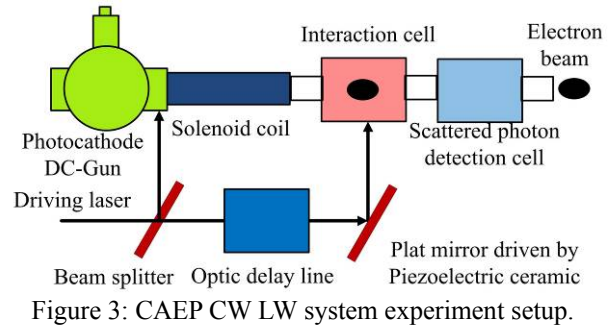 Interaction cell
Electron
beam
Solenoid coil
Photocathode
DC-Gun
Scattered photon
detection cell
Driving laser
Beam splitter
Optic delay line
Plat mirror driven by
Piezoelectric ceramic
Figure 3: CAEP CW LW system experiment setup.